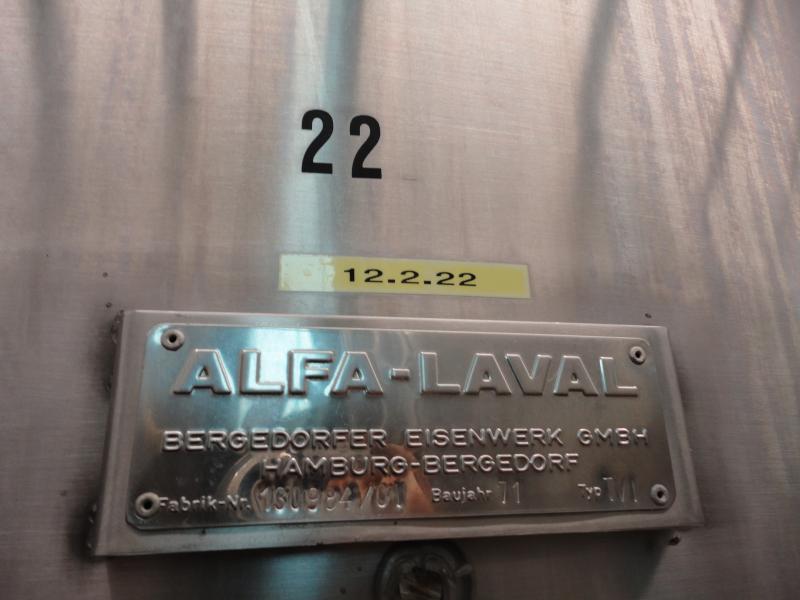 22
12.2.22
ALFA-LAVAL
BERGEDORFER EISENWERK GMBH
HAMBURG-BERGEDORF
Fabrik-Nr. Baujahr 71 Typ